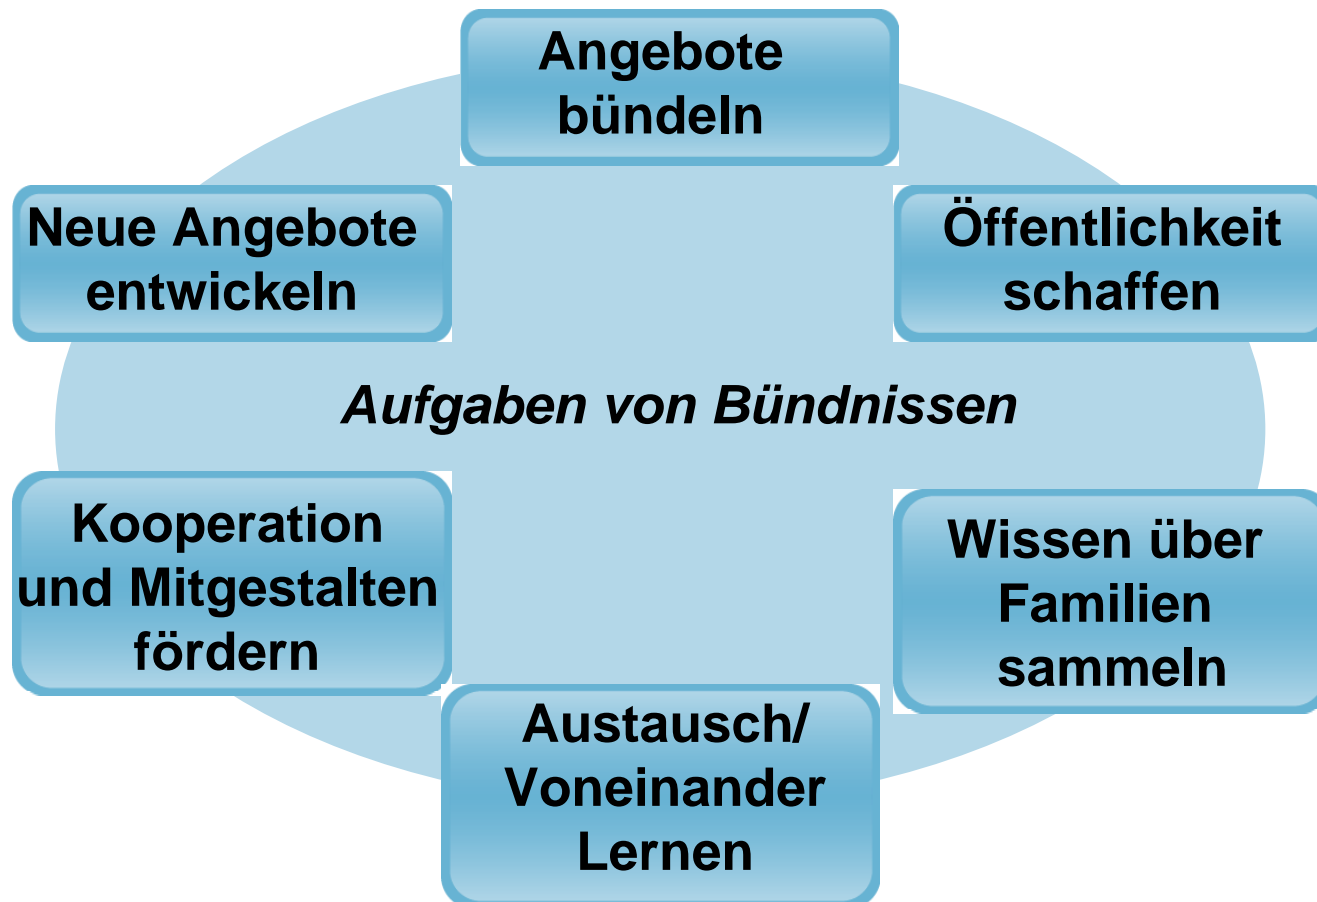 Angebote
bündeln
Neue Angebote
entwickeln
Öffentlichkeit
schaffen
Aufgaben von Bündnissen
Kooperation
und Mitgestalten
fördern
Wissen über
Familien
sammeln
Austausch/
Voneinander
Lernen